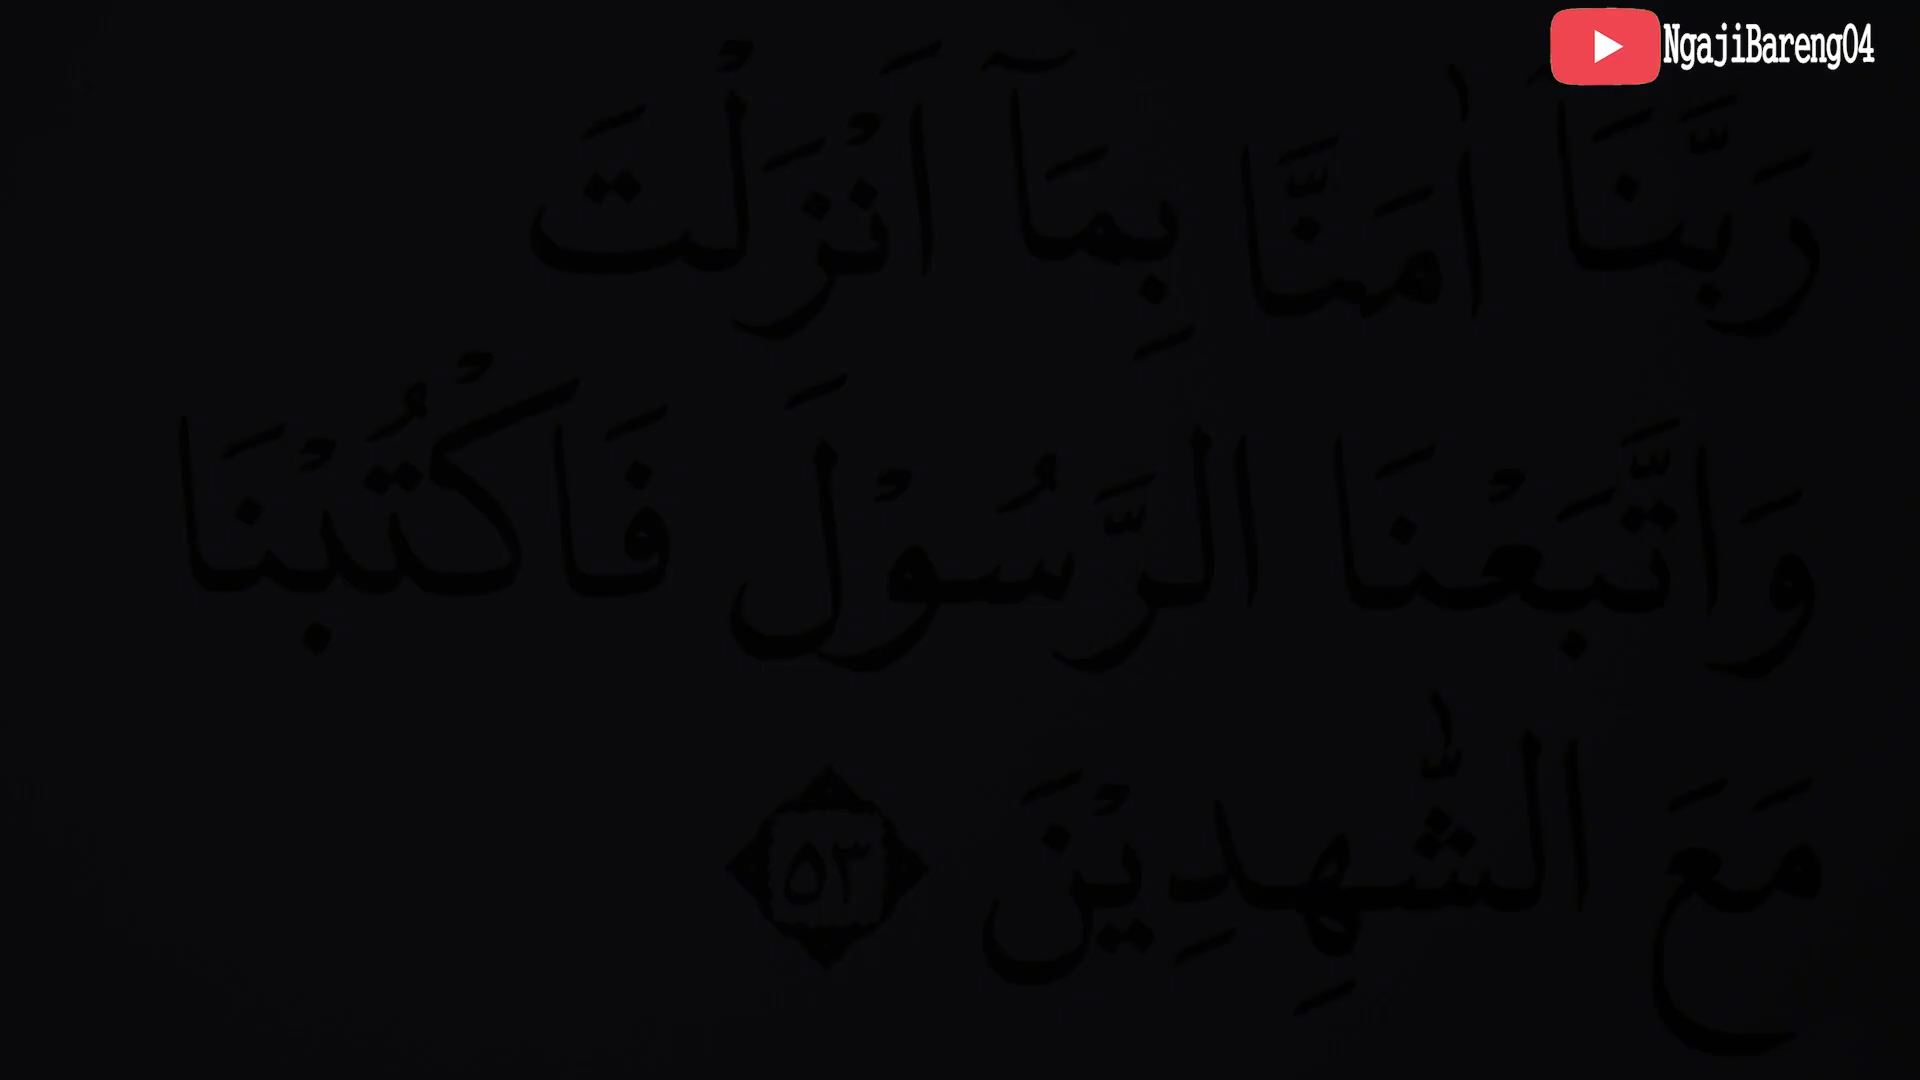 NgajiBareng04
رَبَّنَآ اٰمَنَّا بِمَآ اَنْزَلْتَ
وَاتَّبَعْنَا الرَّسُوْلَ فَاكْتُبْنَا
مَعَ الشّٰهِدِيْنَ ٥٣